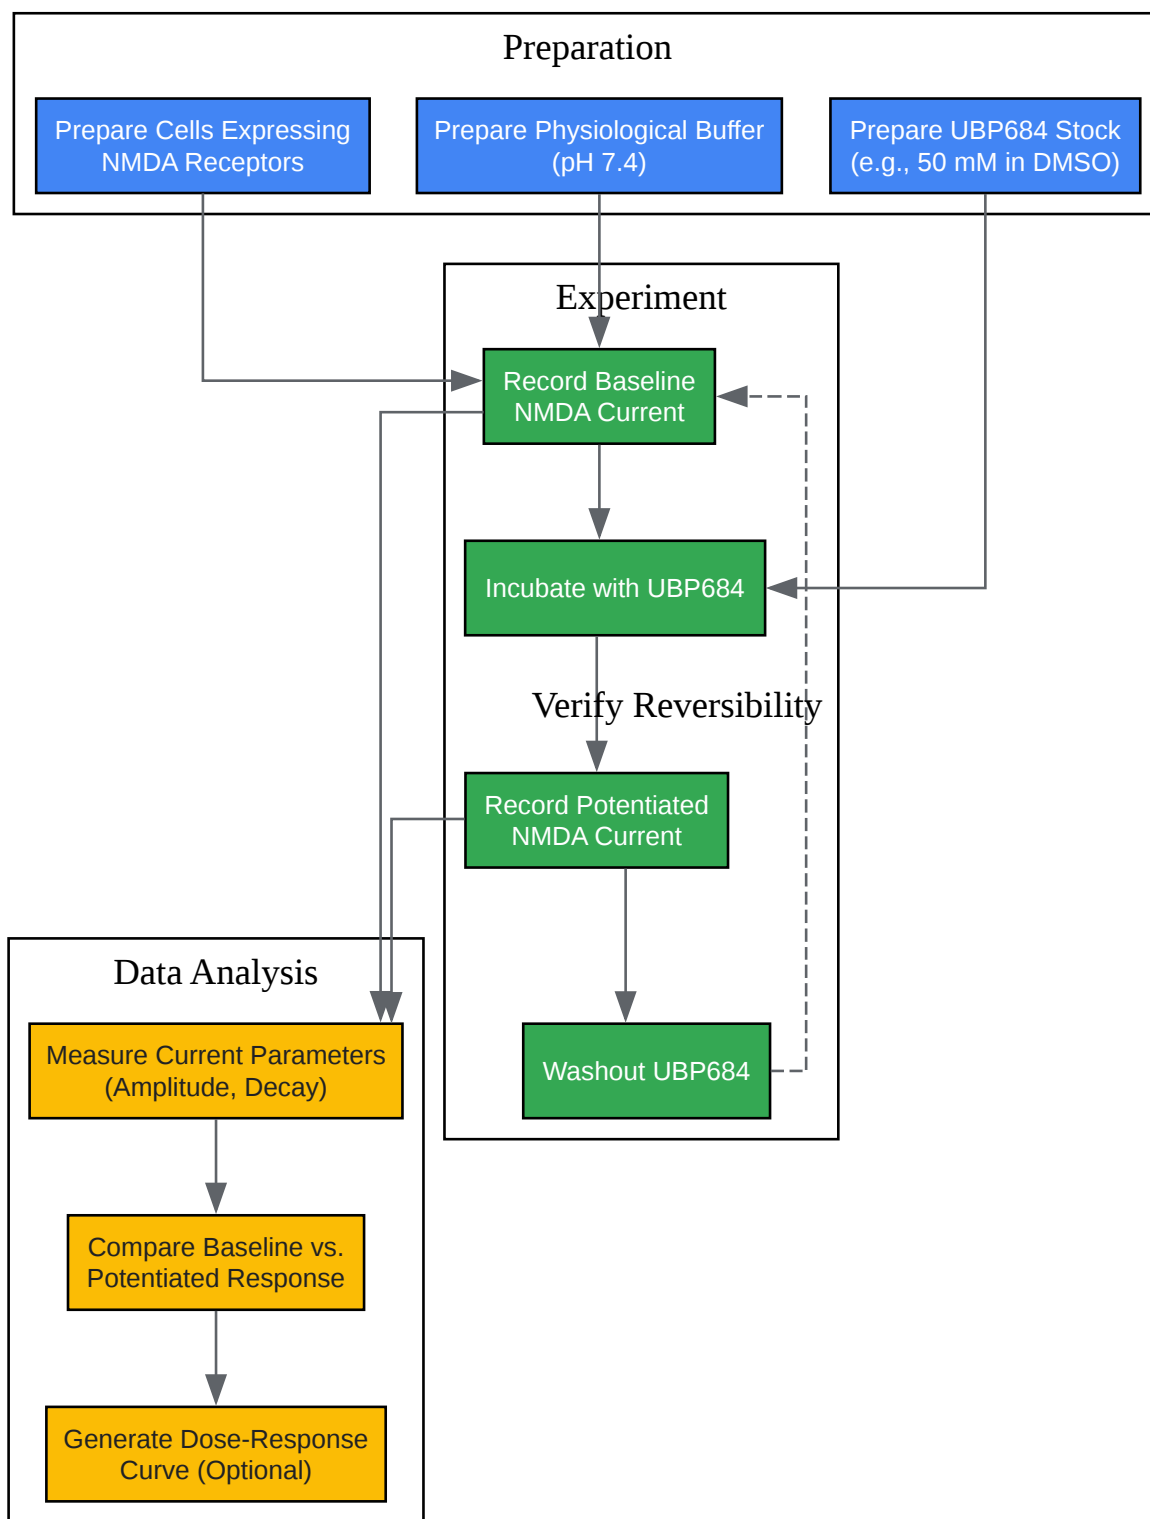 Preparation
Prepare Cells Expressing
NMDA Receptors
Prepare Physiological Buffer
(pH 7.4)
Prepare UBP684 Stock
(e.g., 50 mM in DMSO)
Experiment
Record Baseline
NMDA Current
Incubate with UBP684
Verify Reversibility
Record Potentiated
NMDA Current
Washout UBP684
Data Analysis
Measure Current Parameters
(Amplitude, Decay)
Compare Baseline vs.
Potentiated Response
Generate Dose-Response
Curve (Optional)